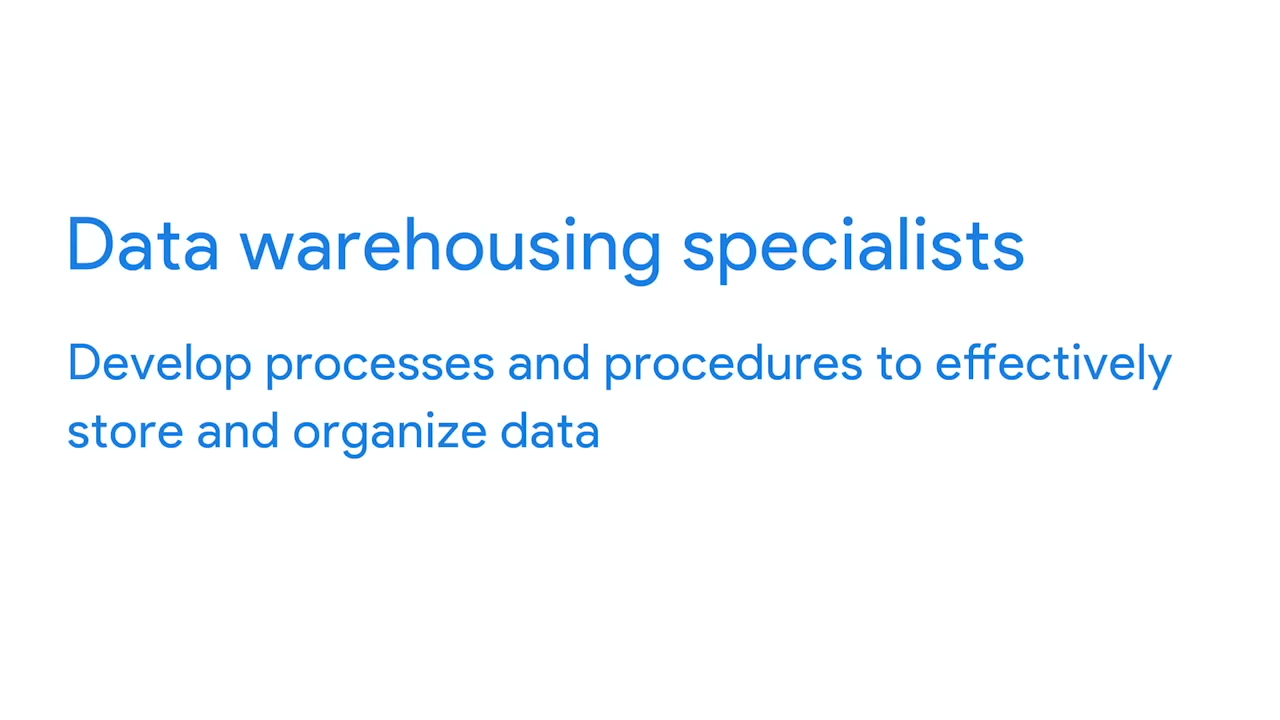 Data warehousing specialists
Develop processes and procedures to effectively
store and organize data